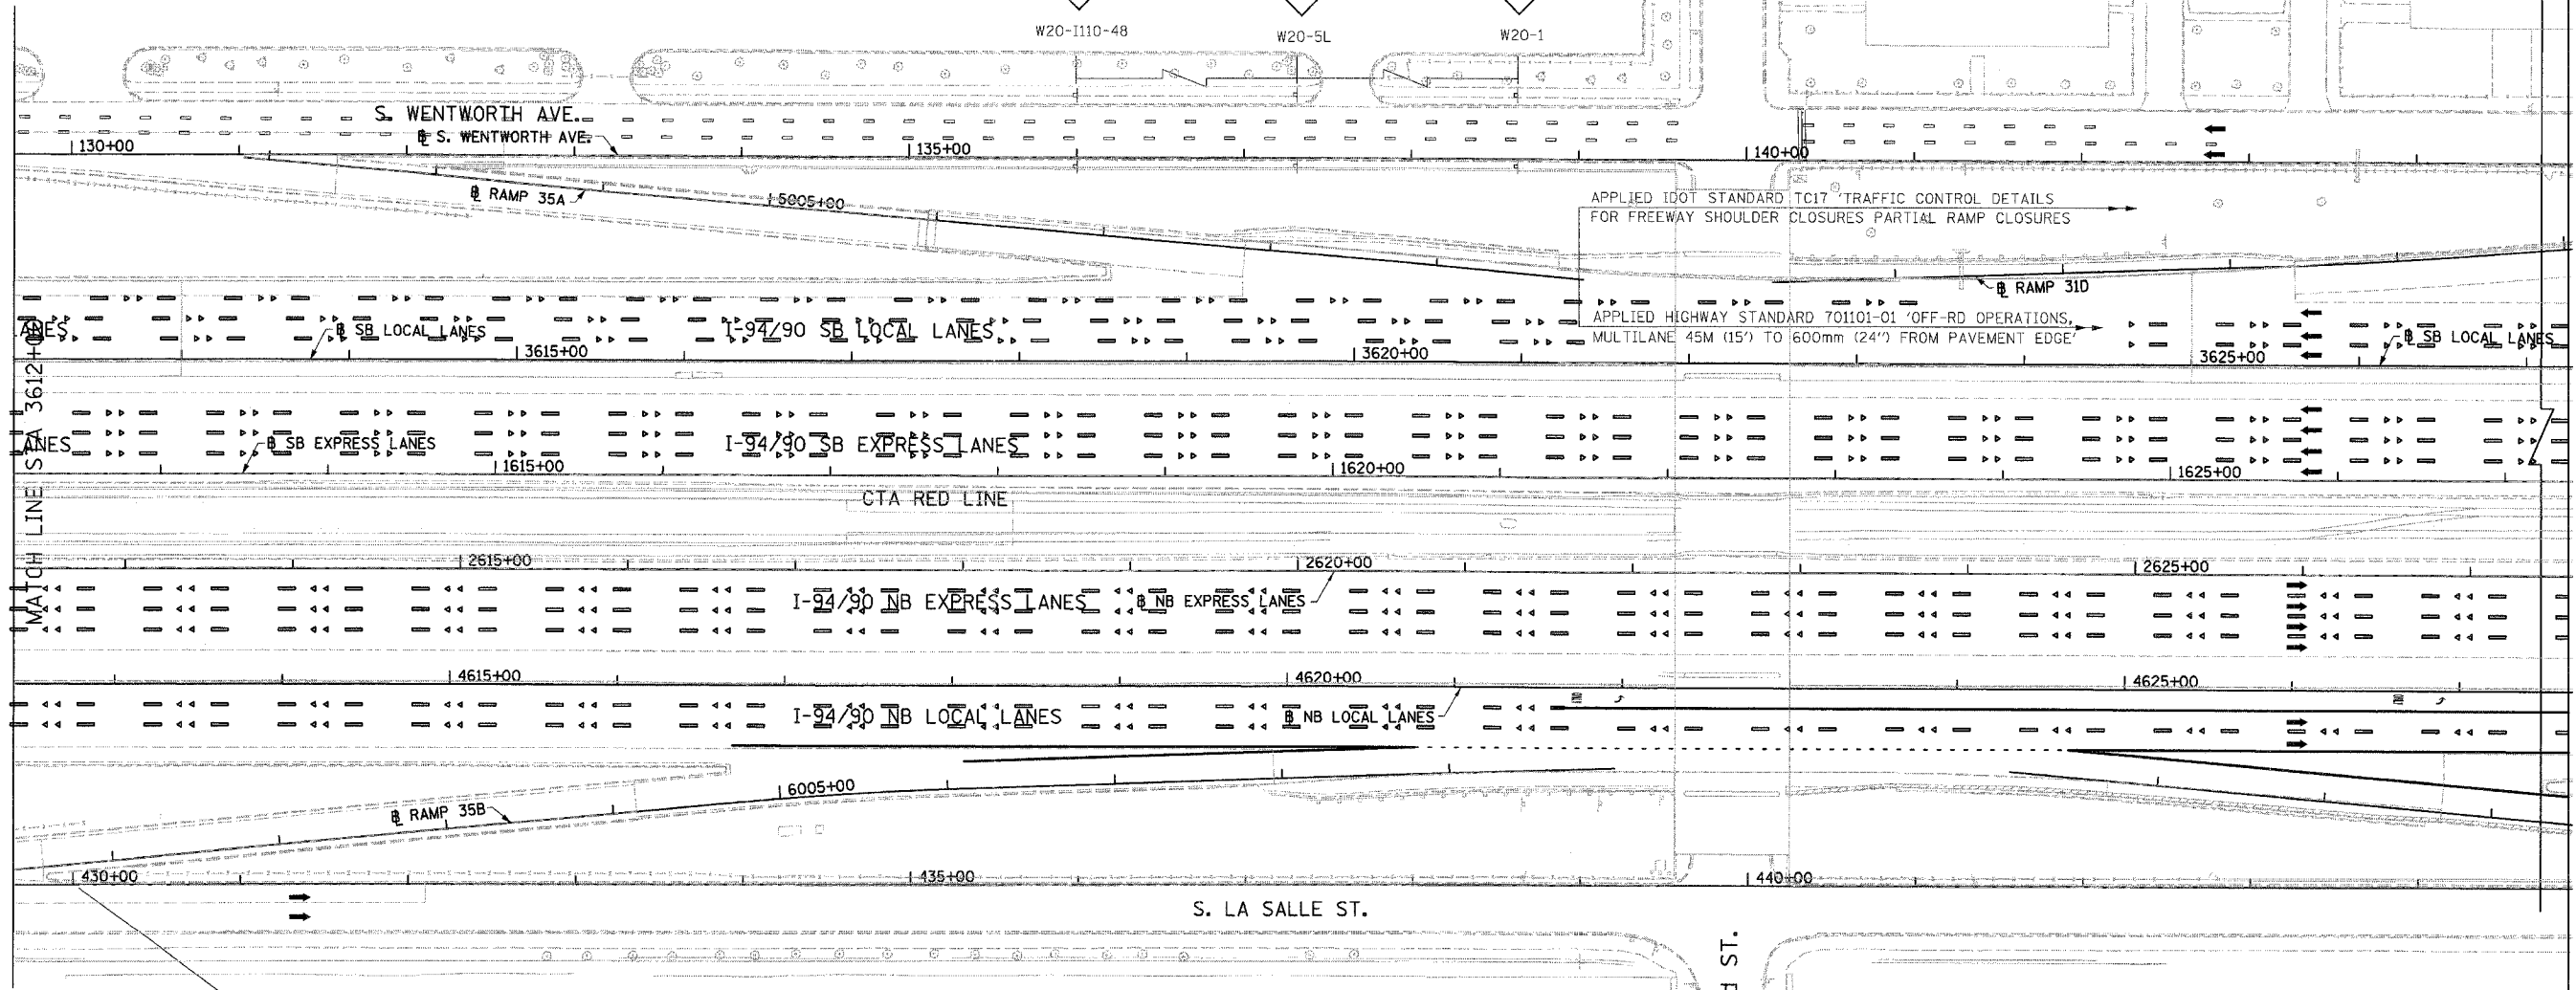 W20-I110-48
W20-5L
W20-1
S. WENTWORTH AVE.
℄ S. WENTWORTH AVE.
130+00
135+00
140+00
℄ RAMP 35A
5005+00
APPLIED IDOT STANDARD TC17 'TRAFFIC CONTROL DETAILS
FOR FREEWAY SHOULDER CLOSURES PARTIAL RAMP CLOSURES
℄ RAMP 31D
ANES
℄ SB LOCAL LANES
I-94/90 SB LOCAL LANES
APPLIED HIGHWAY STANDARD 701101-01 'OFF-RD OPERATIONS,
MULTILANE 45M (15') TO 600mm (24") FROM PAVEMENT EDGE'
℄ SB LOCAL LANES
3615+00
3620+00
3625+00
ANES
℄ SB EXPRESS LANES
I-94/90 SB EXPRESS LANES
1615+00
1620+00
1625+00
CTA RED LINE
MATCH LINE STA 3612+00
2615+00
2620+00
2625+00
I-94/90 NB EXPRESS LANES
℄ NB EXPRESS LANES
4615+00
4620+00
4625+00
I-94/90 NB LOCAL LANES
℄ NB LOCAL LANES
6005+00
℄ RAMP 35B
430+00
435+00
440+00
S. LA SALLE ST.
ST.